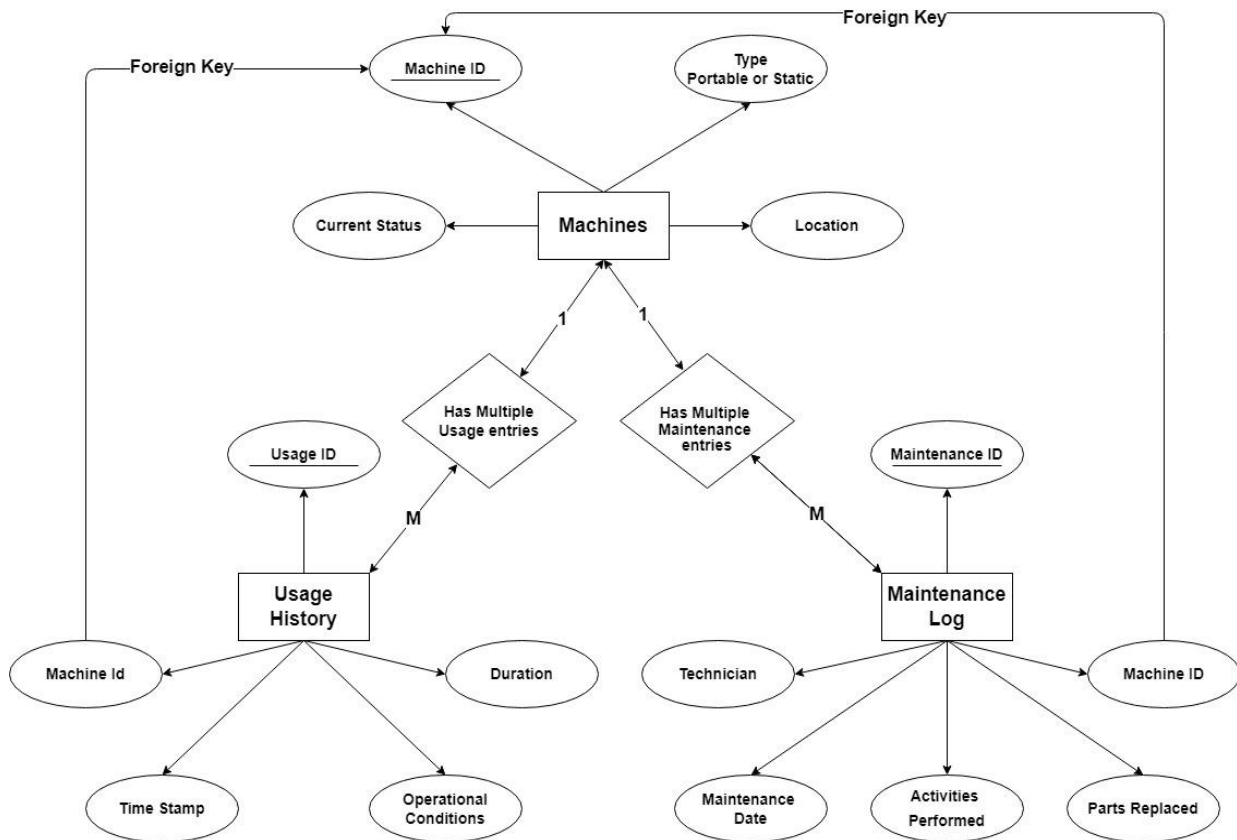 Foreign Key
Foreign Key
Machine ID
Type
Portable or Static
Current Status
Machines
Location
1
1
Has Multiple
Usage entries
Has Multiple
Maintenance
entries
Usage ID
Maintenance ID
M
M
Usage
History
Maintenance
Log
Machine Id
Duration
Technician
Machine ID
Time Stamp
Operational
Conditions
Maintenance
Date
Activities
Performed
Parts Replaced